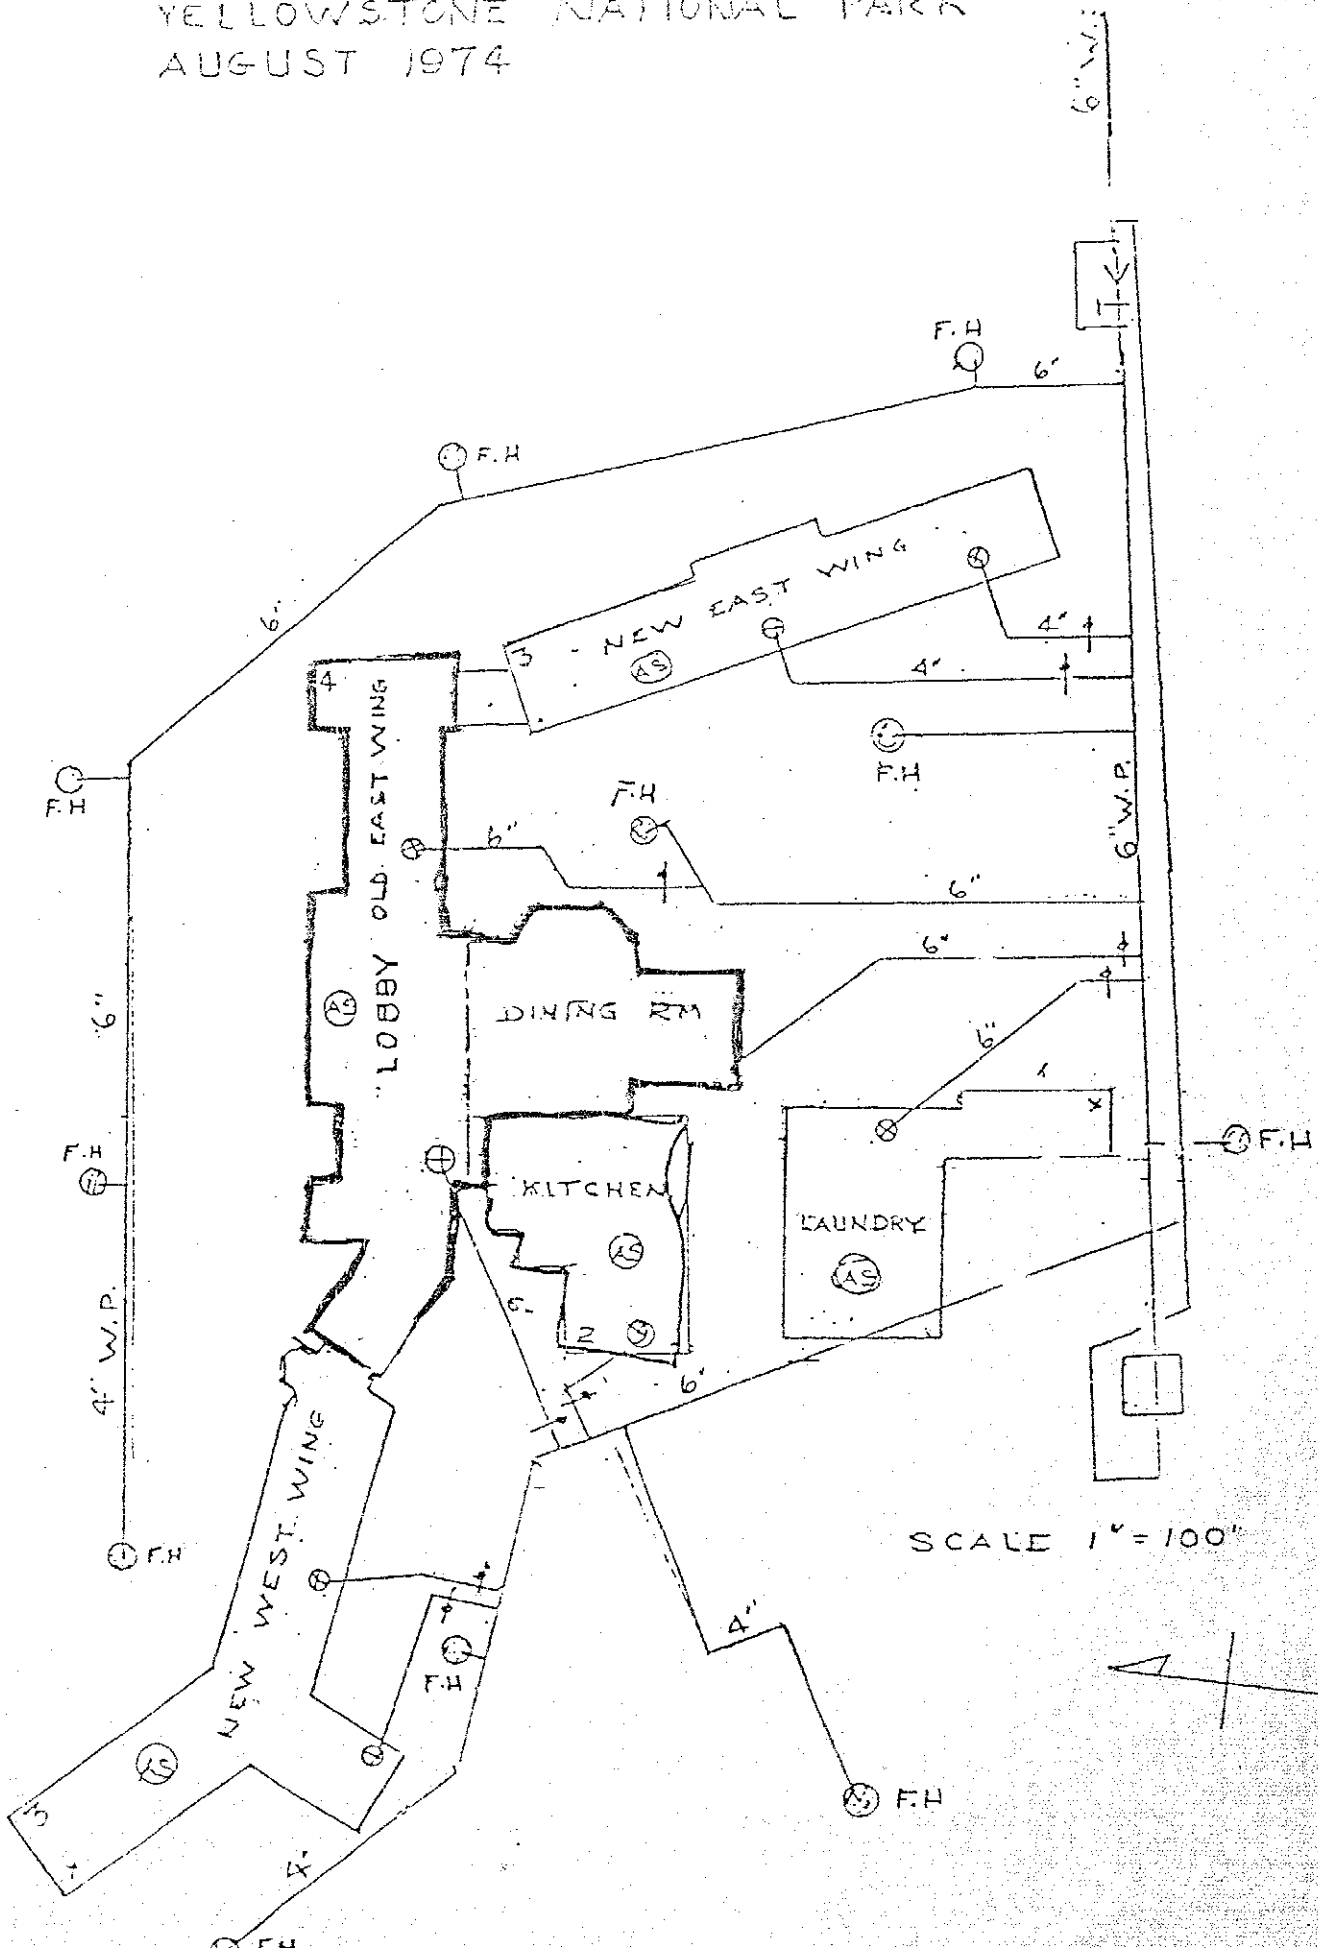 YELLOWSTONE NATIONAL PARK
AUGUST 1974
6" W.
F.H
6"
F.H
6"
NEW EAST WING
3
AS
4"
4"
4
F.H
F.H
F.H
LOBBY OLD EAST WING
6"
6" W.P.
6"
6"
6"
AS
DINING RM
6"
F.H
F.H
KITCHEN
AS
LAUNDRY
AS
4" W.P.
6"
2
6"
NEW WEST WING
F.H
SCALE 1" = 100"
F.H
4"
AS
3
F.H
4"
F.H